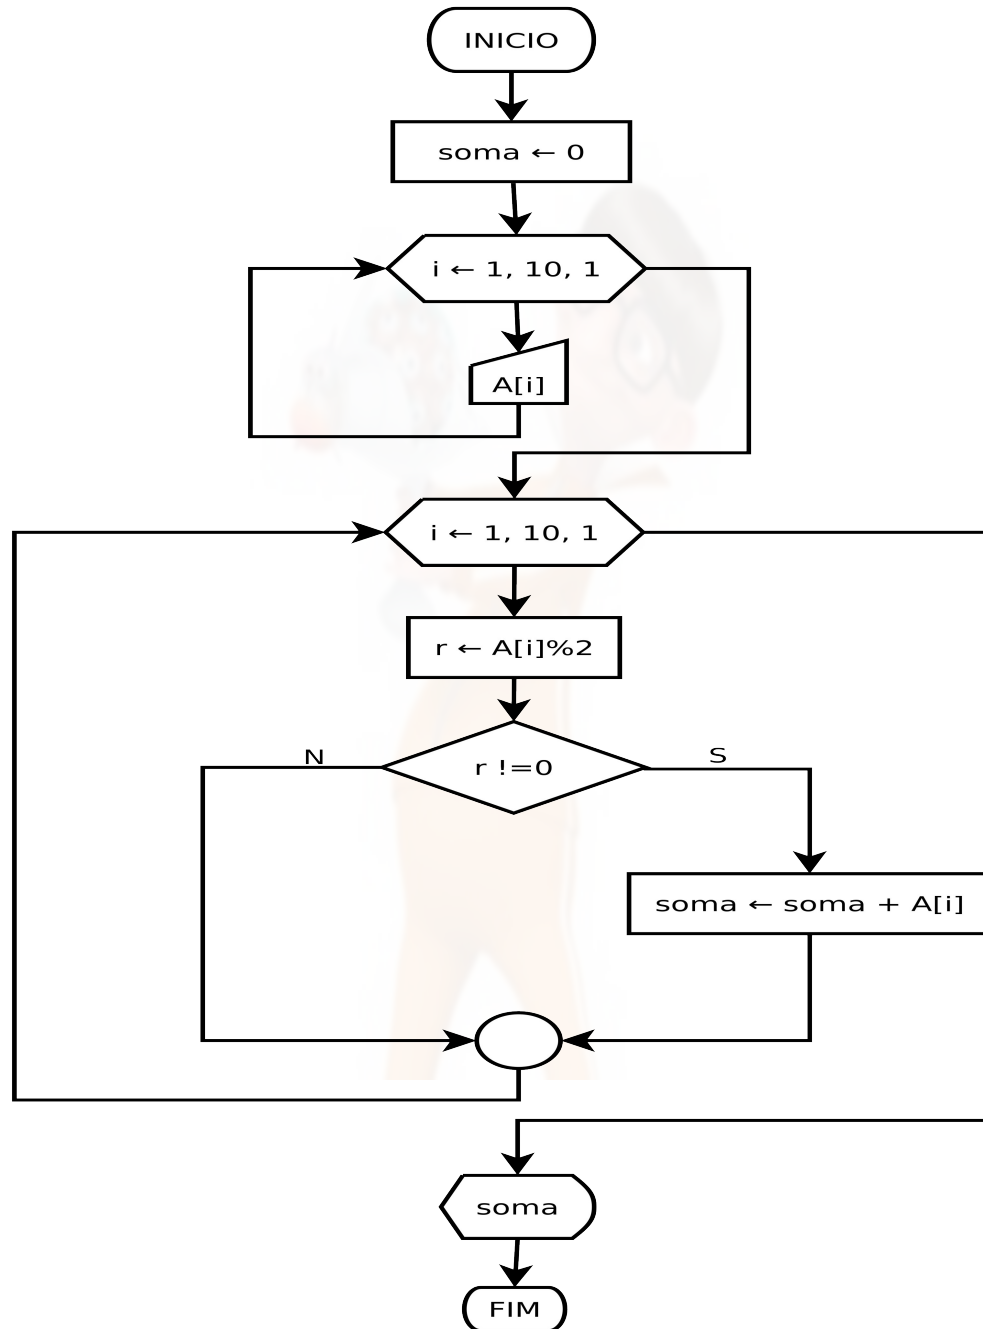 INICIO
soma ← 0
i ← 1, 10, 1
A[i]
i ← 1, 10, 1
r ← A[i]%2
r !=0
N
S
soma ← soma + A[i]
soma
FIM